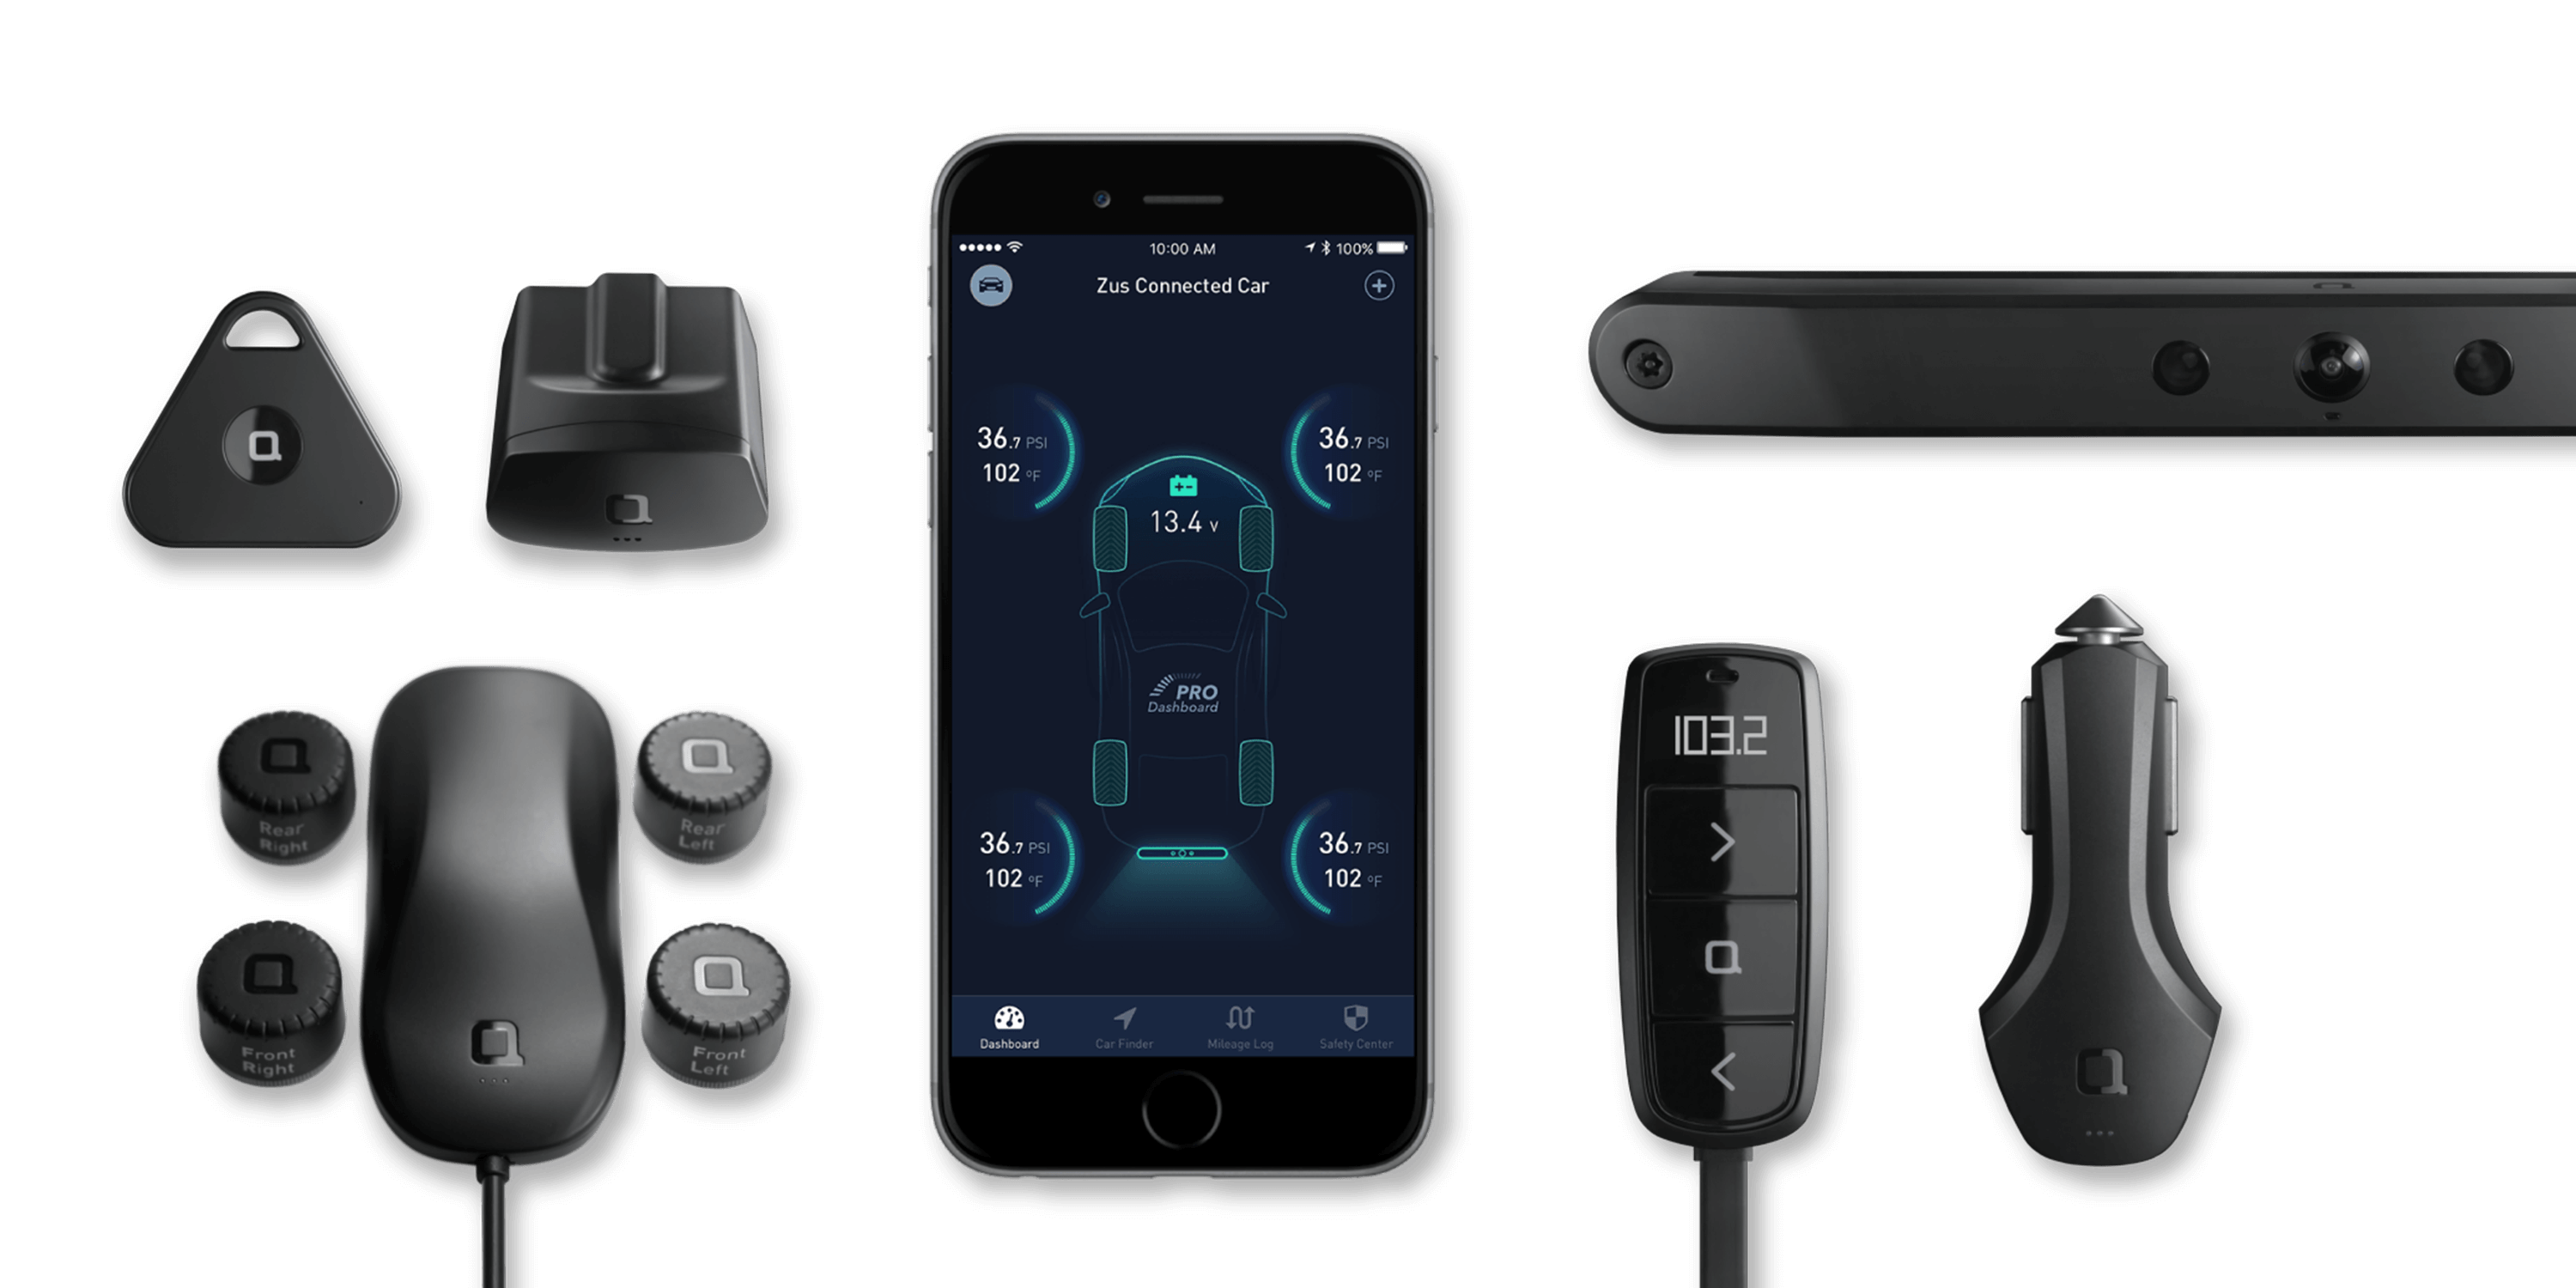 10:00 AM
100%
Zus Connected Car
36.7 PSI
102 °F
36.7 PSI
102 °F
13.4 V
PRO
Dashboard
36.7 PSI
102 °F
36.7 PSI
102 °F
Dashboard
Car Finder
Mileage Log
Safety Center
Rear
Right
Rear
Left
Front
Right
Front
Left
103.2